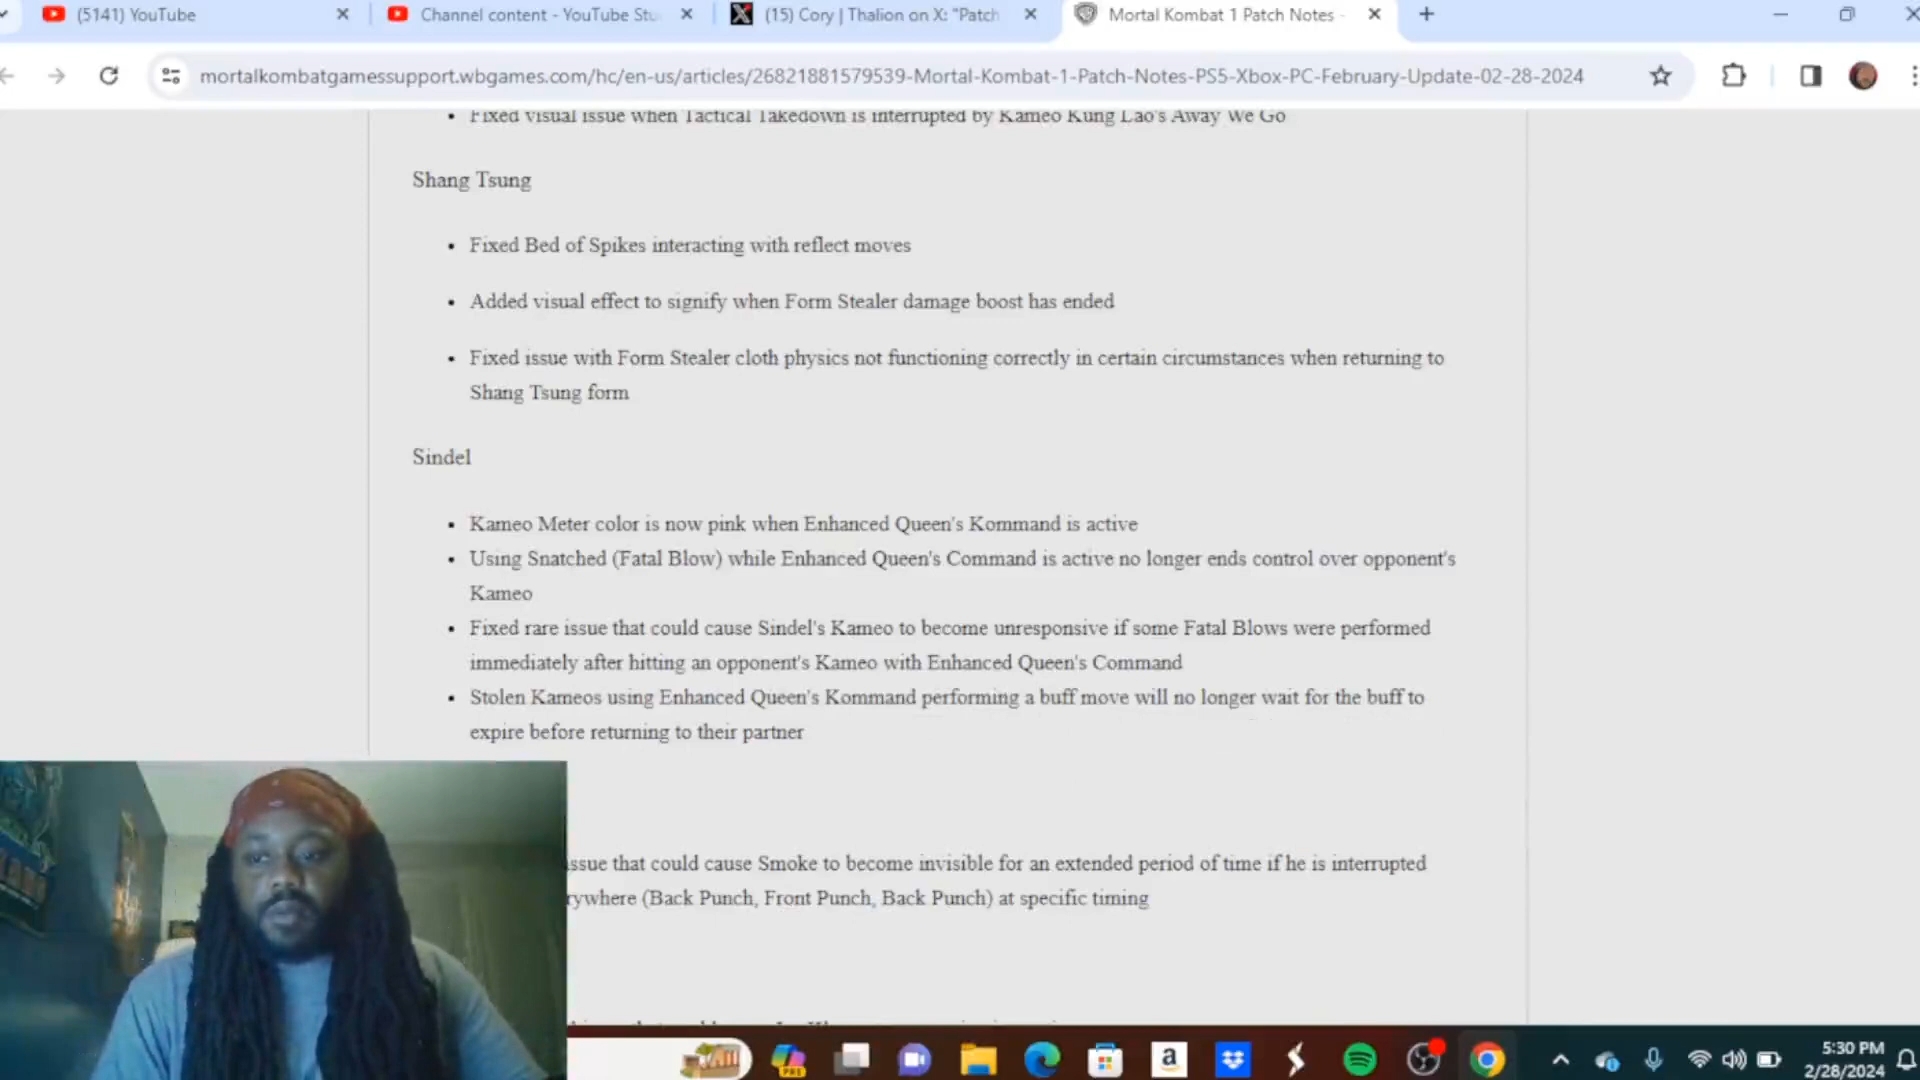 (5141) YouTube
Channel content - YouTube Stu
(15) Cory | Thalion on X: "Patch
Mortal Kombat 1 Patch Notes -
mortalkombatgamessupport.wbgames.com/hc/en-us/articles/26821881579539-Mortal-Kombat-1-Patch-Notes-PS5-Xbox-PC-February-Update-02-28-2024
• Fixed visual issue when Tactical Takedown is interrupted by Kameo Kung Lao's Away We Go
Shang Tsung
• Fixed Bed of Spikes interacting with reflect moves
• Added visual effect to signify when Form Stealer damage boost has ended
• Fixed issue with Form Stealer cloth physics not functioning correctly in certain circumstances when returning to
Shang Tsung form
Sindel
• Kameo Meter color is now pink when Enhanced Queen's Kommand is active
• Using Snatched (Fatal Blow) while Enhanced Queen's Command is active no longer ends control over opponent's
Kameo
• Fixed rare issue that could cause Sindel's Kameo to become unresponsive if some Fatal Blows were performed
immediately after hitting an opponent's Kameo with Enhanced Queen's Command
• Stolen Kameos using Enhanced Queen's Kommand performing a buff move will no longer wait for the buff to
expire before returning to their partner
ssue that could cause Smoke to become invisible for an extended period of time if he is interrupted
rywhere (Back Punch, Front Punch, Back Punch) at specific timing
PRE
a
5:30 PM
2/28/2024